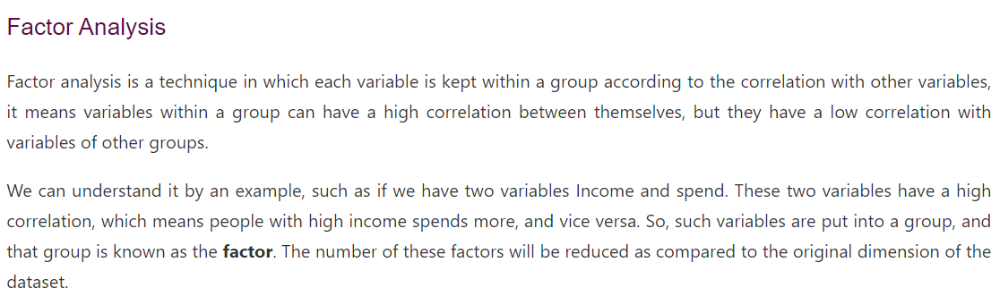 Factor Analysis
Factor analysis is a technique in which each variable is kept within a group according to the correlation with other variables,
it means variables within a group can have a high correlation between themselves, but they have a low correlation with
variables of other groups.
We can understand it by an example, such as if we have two variables Income and spend. These two variables have a high
correlation, which means people with high income spends more, and vice versa. So, such variables are put into a group, and
that group is known as the factor. The number of these factors will be reduced as compared to the original dimension of the
dataset.